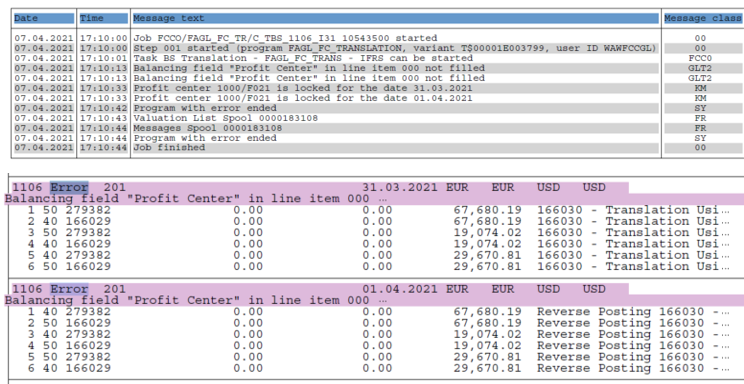 Date Time Message text Message class
07.04.2021 17:10:00 Job FCCO/FAGL_FC_TR/C_TBS_1106_I31 10543500 started 00
07.04.2021 17:10:00 Step 001 started (program FAGL_FC_TRANSLATION, variant T$00001E003799, user ID WAWFCCGL) 00
07.04.2021 17:10:01 Task BS Translation - FAGL_FC_TRANS - IFRS can be started FCC0
07.04.2021 17:10:13 Balancing field "Profit Center" in line item 000 not filled GLT2
07.04.2021 17:10:13 Balancing field "Profit Center" in line item 000 not filled GLT2
07.04.2021 17:10:33 Profit center 1000/F021 is locked for the date 31.03.2021 KM
07.04.2021 17:10:33 Profit center 1000/F021 is locked for the date 01.04.2021 KM
07.04.2021 17:10:42 Program with error ended SY
07.04.2021 17:10:43 Valuation List Spool 0000183108 FR
07.04.2021 17:10:44 Messages Spool 0000183108 FR
07.04.2021 17:10:44 Program with error ended SY
07.04.2021 17:10:44 Job finished 00
1106 Error 201 31.03.2021 EUR EUR USD USD
Balancing field "Profit Center" in line item 000 ...
1 50 279382 0.00 0.00 67,680.19 166030 - Translation Usi...
2 40 166029 0.00 0.00 67,680.19 166030 - Translation Usi...
3 50 279382 0.00 0.00 19,074.02 166030 - Translation Usi...
4 40 166029 0.00 0.00 19,074.02 166030 - Translation Usi...
5 40 279382 0.00 0.00 29,670.81 166030 - Translation Usi...
6 50 166029 0.00 0.00 29,670.81 166030 - Translation Usi...
1106 Error 201 01.04.2021 EUR EUR USD USD
Balancing field "Profit Center" in line item 000 ...
1 40 279382 0.00 0.00 67,680.19 Reverse Posting 166030 -...
2 50 166029 0.00 0.00 67,680.19 Reverse Posting 166030 -...
3 40 279382 0.00 0.00 19,074.02 Reverse Posting 166030 -...
4 50 166029 0.00 0.00 19,074.02 Reverse Posting 166030 -...
5 50 279382 0.00 0.00 29,670.81 Reverse Posting 166030 -...
6 40 166029 0.00 0.00 29,670.81 Reverse Posting 166030 -...